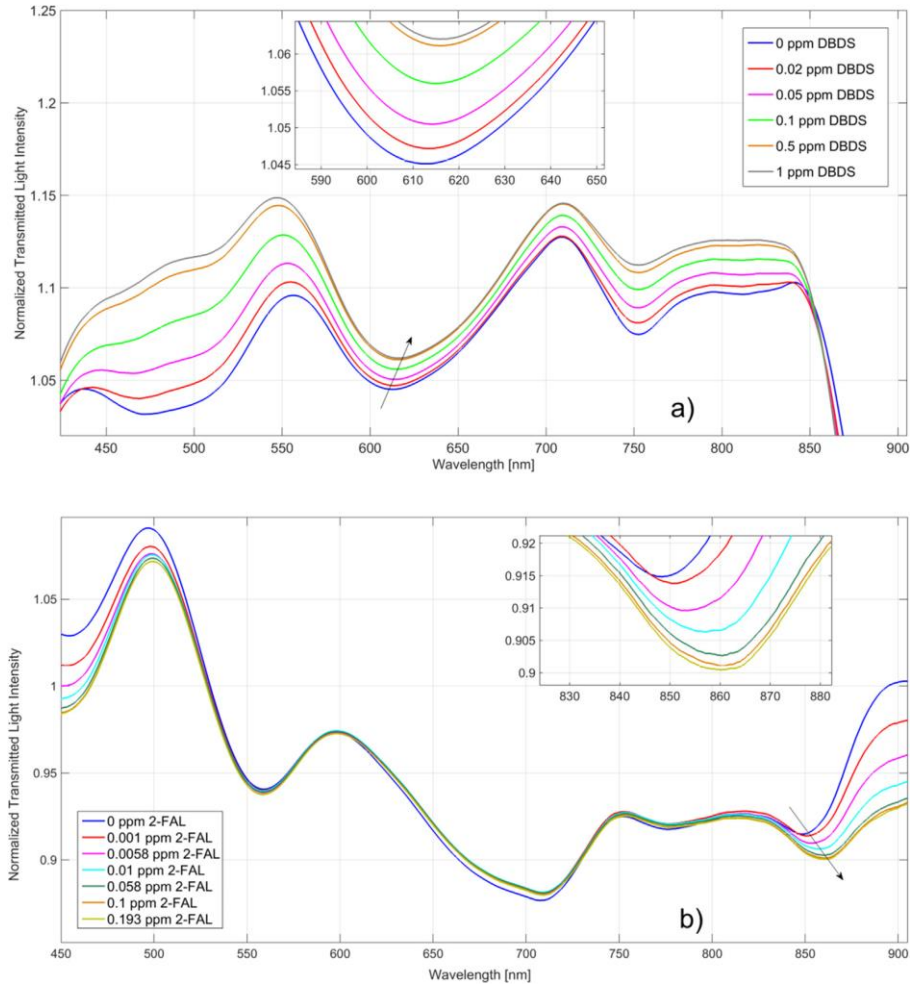 1.25
1.2
1.15
1.1
1.05
Normalized Transmitted Light Intensity
1.06
1.055
1.05
1.045
590 600 610 620 630 640 650
0 ppm DBDS
0.02 ppm DBDS
0.05 ppm DBDS
0.1 ppm DBDS
0.5 ppm DBDS
1 ppm DBDS
a)
450 500 550 600 650 700 750 800 850 900
Wavelength [nm]
1.05
1
0.95
0.9
Normalized Transmitted Light Intensity
0.92
0.915
0.91
0.905
0.9
830 840 850 860 870 880
0 ppm 2-FAL
0.001 ppm 2-FAL
0.0058 ppm 2-FAL
0.01 ppm 2-FAL
0.058 ppm 2-FAL
0.1 ppm 2-FAL
0.193 ppm 2-FAL
b)
450 500 550 600 650 700 750 800 850 900
Wavelength [nm]